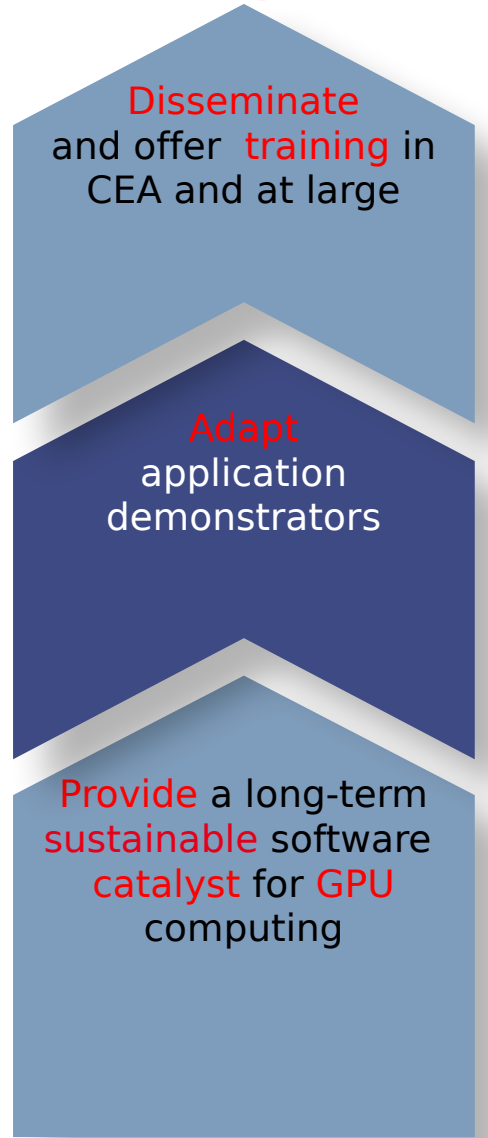 Disseminate
and offer training in
CEA and at large
Adapt
application
demonstrators
Provide a long-term
sustainable software
catalyst for GPU
computing